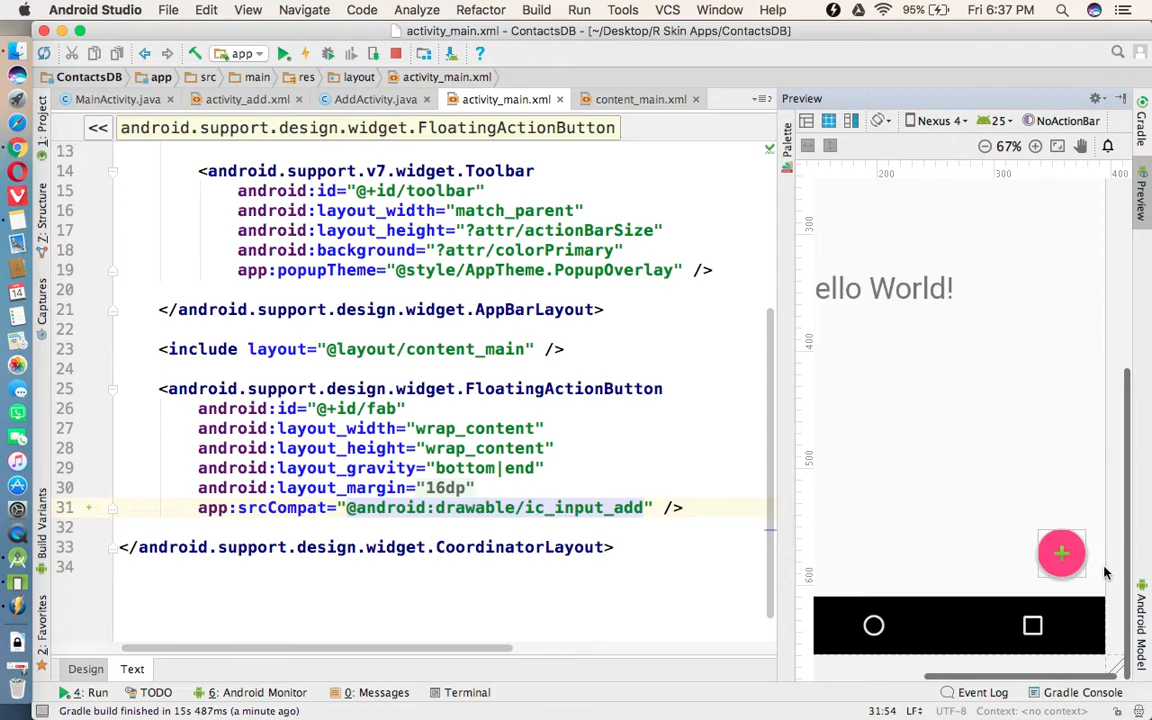 Android Studio File Edit View Navigate Code Analyze Refactor Build Run Tools VCS Window Help 95% Fri 6:37 PM
activity_main.xml - ContactsDB - [~/Desktop/R Skin Apps/ContactsDB]
app
ContactsDB app src main res layout activity_main.xml
MainActivity.java activity_add.xml AddActivity.java activity_main.xml content_main.xml Preview
<< android.support.design.widget.FloatingActionButton
Nexus 4 25 NoActionBar
67%
200 300 400
13
14 <android.support.v7.widget.Toolbar
15 android:id="@+id/toolbar"
16 android:layout_width="match_parent"
17 android:layout_height="?attr/actionBarSize"
18 android:background="?attr/colorPrimary"
19 app:popupTheme="@style/AppTheme.PopupOverlay" />
20
21 </android.support.design.widget.AppBarLayout>
22
23 <include layout="@layout/content_main" />
24
25 <android.support.design.widget.FloatingActionButton
26 android:id="@+id/fab"
27 android:layout_width="wrap_content"
28 android:layout_height="wrap_content"
29 android:layout_gravity="bottom|end"
30 android:layout_margin="16dp"
31 app:srcCompat="@android:drawable/ic_input_add" />
32
33 </android.support.design.widget.CoordinatorLayout>
34
300
400
500
600
ello World!
1: Project
Z: Structure
Captures
Build Variants
2: Favorites
Palette
Gradle
Preview
Android Model
Design Text
4: Run TODO 6: Android Monitor 0: Messages Terminal Event Log Gradle Console
Gradle build finished in 15s 487ms (a minute ago) 31:54 LF UTF-8 Context: <no context>